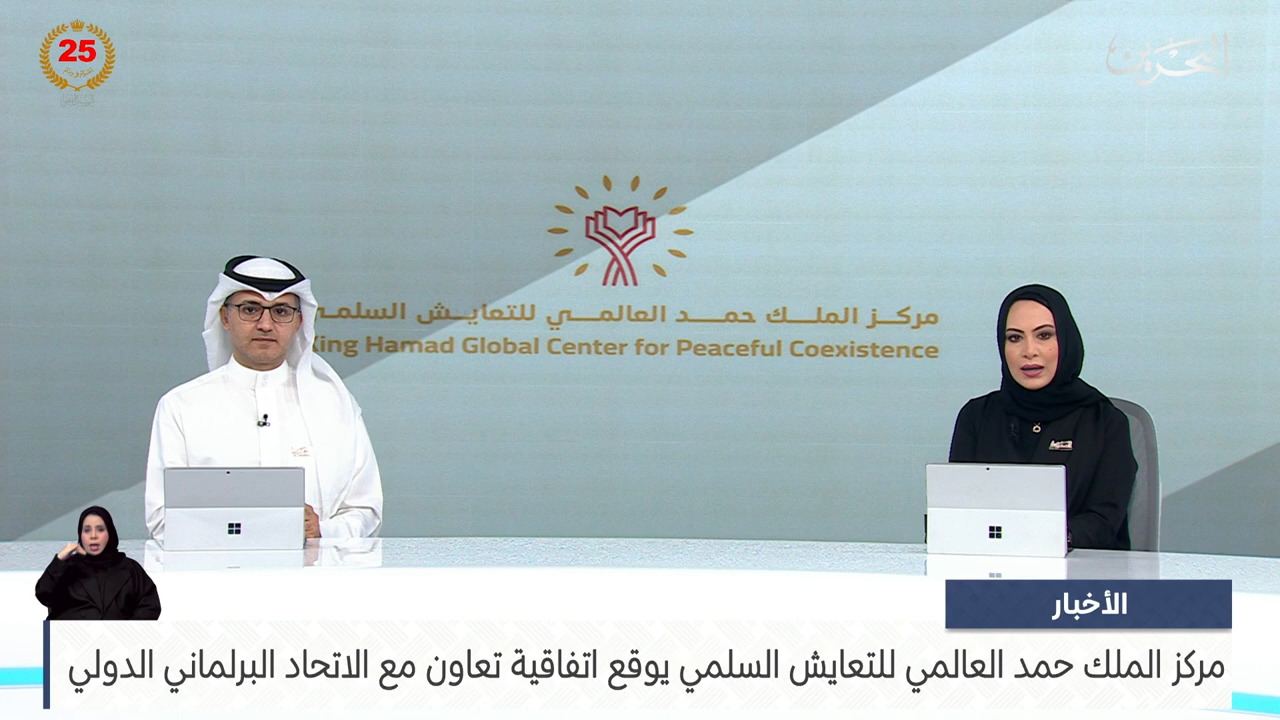 25
البحرين
مركز الملك حمد العالمي للتعايش السلمي
King Hamad Global Center for Peaceful Coexistence
الأخبار
مركز الملك حمد العالمي للتعايش السلمي يوقع اتفاقية تعاون مع الاتحاد البرلماني الدولي